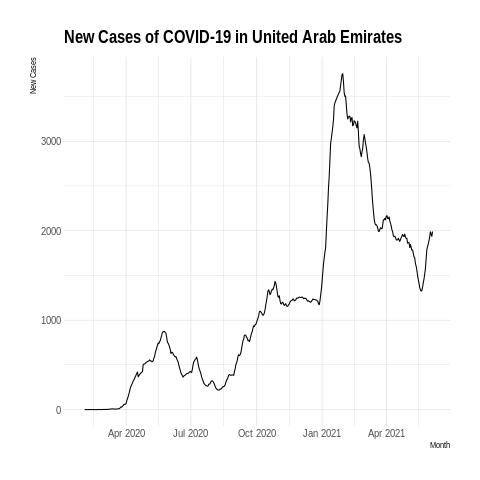 New Cases of COVID-19 in United Arab Emirates
New Cases
3000
2000
1000
0
Apr 2020 Jul 2020 Oct 2020 Jan 2021 Apr 2021
Month